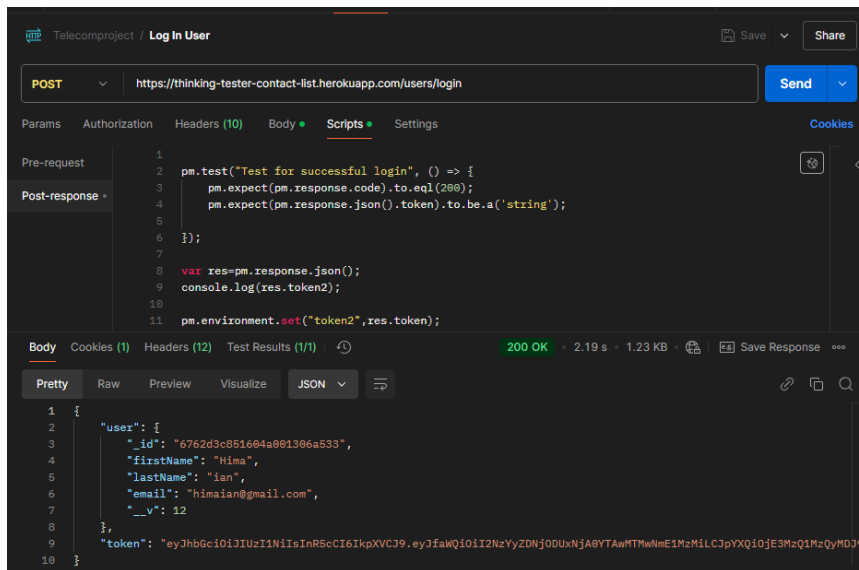 HTTP Telecomproject / Log In User Save Share
POST https://thinking-tester-contact-list.herokuapp.com/users/login Send
Params Authorization Headers (10) Body Scripts Settings Cookies
Pre-request
Post-response
1
2 pm.test("Test for successful login", () => {
3 pm.expect(pm.response.code).to.eql(200);
4 pm.expect(pm.response.json().token).to.be.a('string');
5
6 });
7
8 var res=pm.response.json();
9 console.log(res.token2);
10
11 pm.environment.set("token2",res.token);
Body Cookies (1) Headers (12) Test Results (1/1) 200 OK 2.19 s 1.23 KB e.g. Save Response
Pretty Raw Preview Visualize JSON
1 {
2 "user": {
3 "_id": "6762d3c851604a001306a533",
4 "firstName": "Hima",
5 "lastName": "ian",
6 "email": "himaian@gmail.com",
7 "__v": 12
8 },
9 "token":
10 }